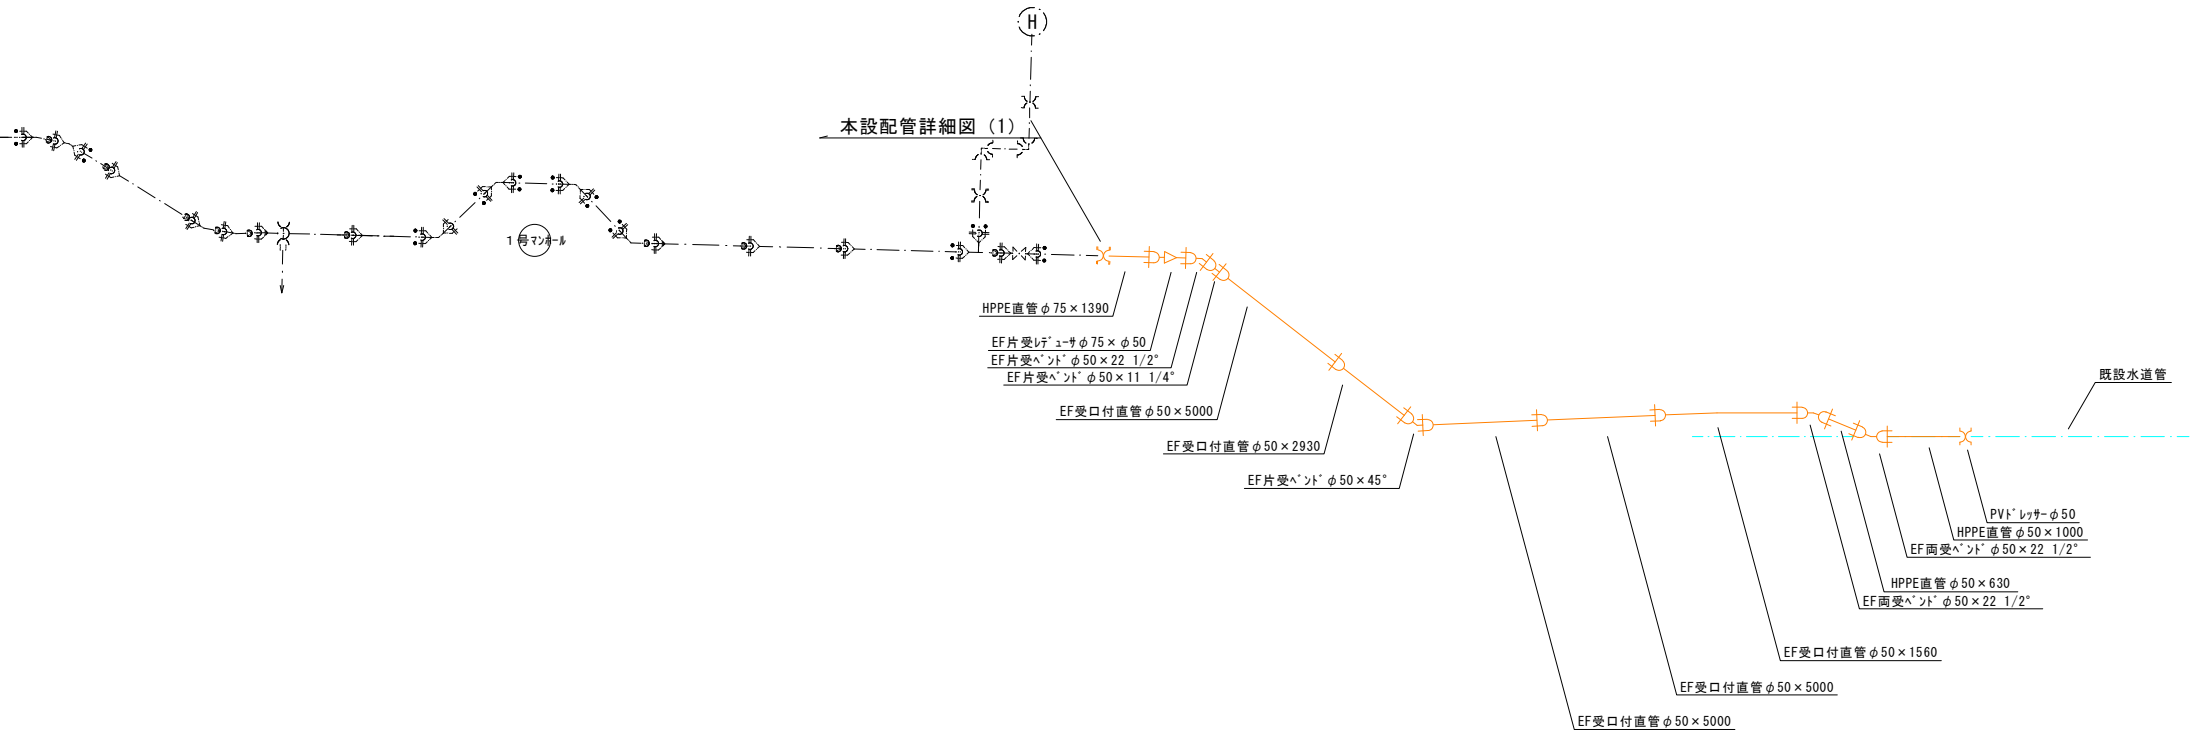 H
本設配管詳細図 (1)
1号ﾏﾝﾎｰﾙ
HPPE直管φ75×1390
EF片受ﾚﾃﾞｭｰｻφ75×φ50
EF片受ﾍﾞﾝﾄﾞφ50×22 1/2°
EF片受ﾍﾞﾝﾄﾞφ50×11 1/4°
EF受口付直管φ50×5000
EF受口付直管φ50×2930
EF片受ﾍﾞﾝﾄﾞφ50×45°
既設水道管
PVﾄﾞﾚｯｻｰφ50
HPPE直管φ50×1000
EF両受ﾍﾞﾝﾄﾞφ50×22 1/2°
HPPE直管φ50×630
EF両受ﾍﾞﾝﾄﾞφ50×22 1/2°
EF受口付直管φ50×1560
EF受口付直管φ50×5000
EF受口付直管φ50×5000